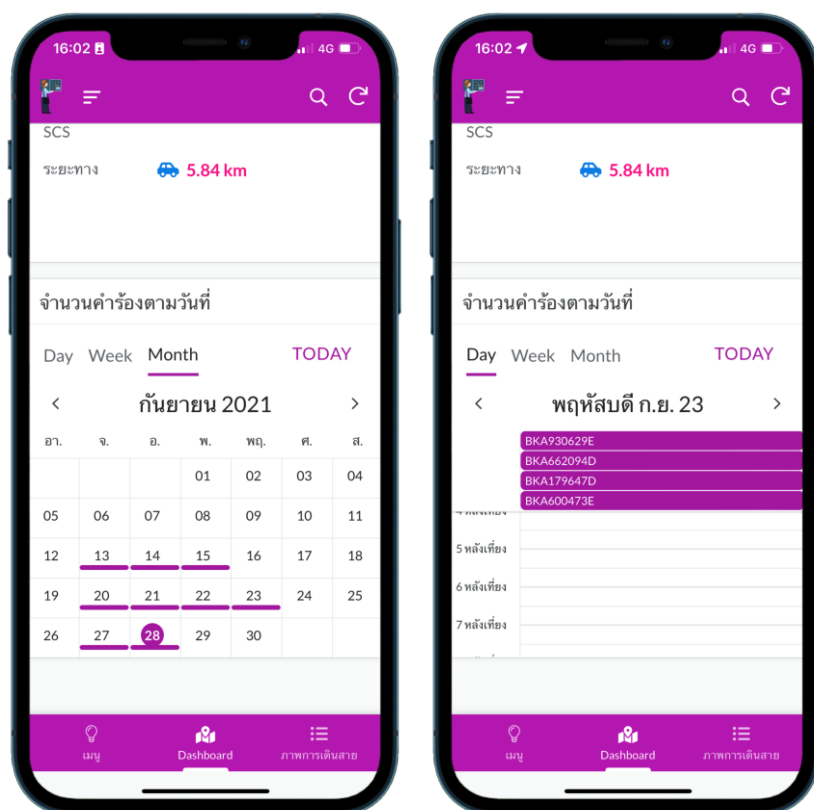 16:02
4G
SCS
ระยะทาง 5.84 km
จำนวนคำร้องตามวันที่
Day Week Month TODAY
< กันยายน 2021 >
อา. จ. อ. พ. พฤ. ศ. ส.
01 02 03 04
05 06 07 08 09 10 11
12 13 14 15 16 17 18
19 20 21 22 23 24 25
26 27 28 29 30
เมนู Dashboard ภาพการเดินสาย
16:02
4G
SCS
ระยะทาง 5.84 km
จำนวนคำร้องตามวันที่
Day Week Month TODAY
< พฤหัสบดี ก.ย. 23 >
BKA930629E
BKA662094D
BKA179647D
BKA600473E
5 หลังเที่ยง
6 หลังเที่ยง
7 หลังเที่ยง
เมนู Dashboard ภาพการเดินสาย